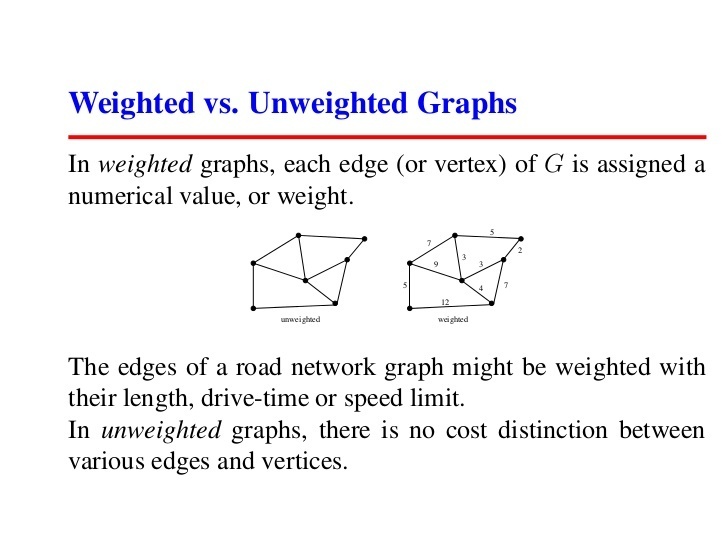 Weighted vs. Unweighted Graphs
In weighted graphs, each edge (or vertex) of G is assigned a
numerical value, or weight.
5
7
2
3
9
3
5
4
7
12
unweighted
weighted
The edges of a road network graph might be weighted with
their length, drive-time or speed limit.
In unweighted graphs, there is no cost distinction between
various edges and vertices.